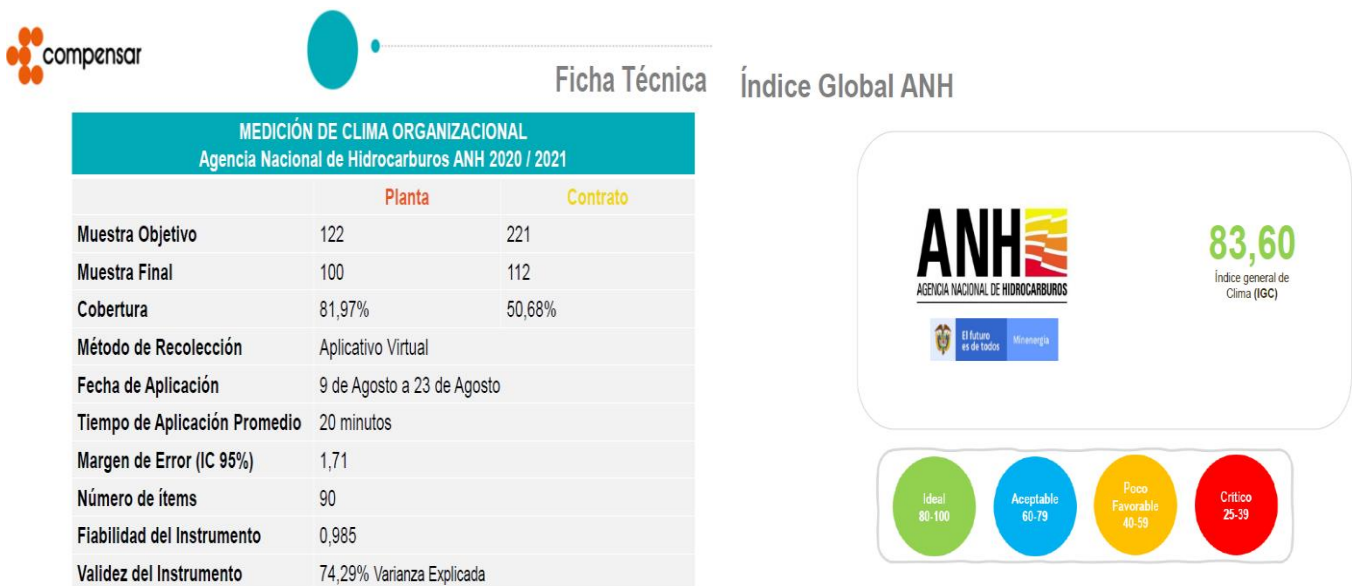 compensar
Ficha Técnica
MEDICIÓN DE CLIMA ORGANIZACIONAL
Agencia Nacional de Hidrocarburos ANH 2020 / 2021
Planta Contrato
Muestra Objetivo 122 221
Muestra Final 100 112
Cobertura 81,97% 50,68%
Método de Recolección Aplicativo Virtual
Fecha de Aplicación 9 de Agosto a 23 de Agosto
Tiempo de Aplicación Promedio 20 minutos
Margen de Error (IC 95%) 1,71
Número de ítems 90
Fiabilidad del Instrumento 0,985
Validez del Instrumento 74,29% Varianza Explicada
Índice Global ANH
ANH
AGENCIA NACIONAL DE HIDROCARBUROS
El futuro
es de todos
Minenergía
83,60
Índice general de
Clima (IGC)
Ideal
80-100
Aceptable
60-79
Poco
Favorable
40-59
Crítico
25-39